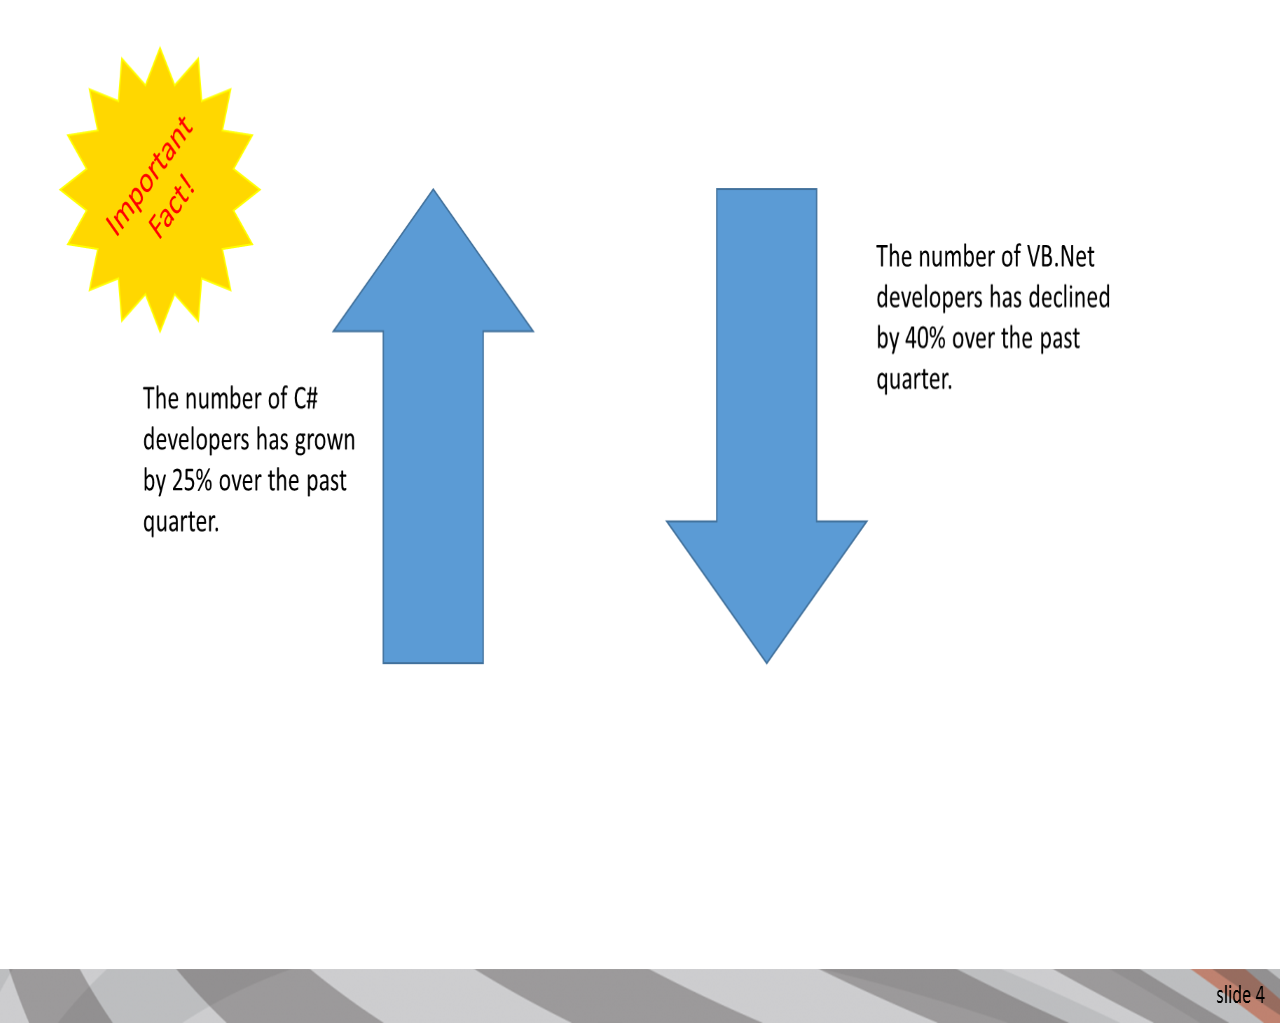 Important
Fact!
The number of C#
developers has grown
by 25% over the past
quarter.
The number of VB.Net
developers has declined
by 40% over the past
quarter.
slide 4